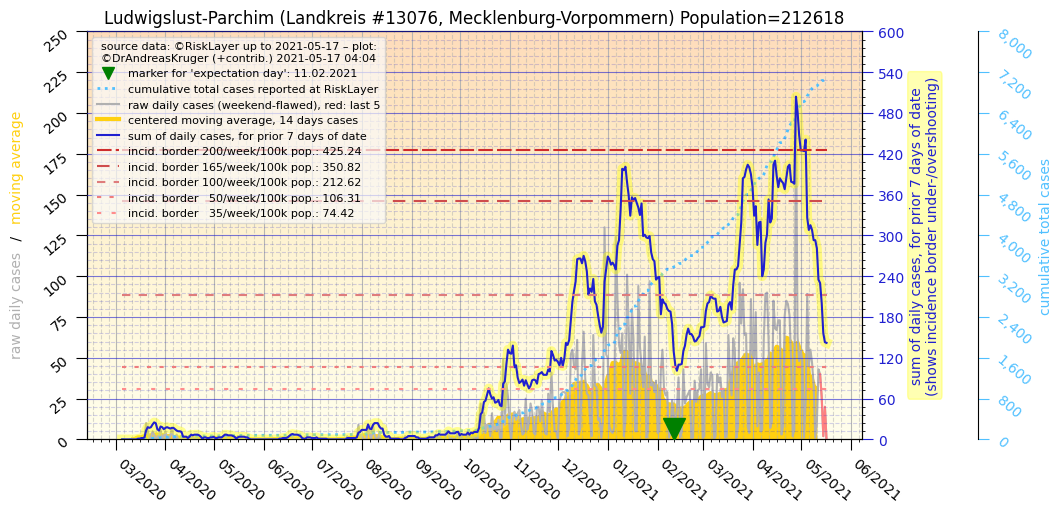 Ludwigslust-Parchim (Landkreis #13076, Mecklenburg-Vorpommern) Population=212618
source data: ©RiskLayer up to 2021-05-17 – plot:
©DrAndreasKruger (+contrib.) 2021-05-17 04:04
marker for 'expectation day': 11.02.2021
cumulative total cases reported at RiskLayer
raw daily cases (weekend-flawed), red: last 5
centered moving average, 14 days cases
sum of daily cases, for prior 7 days of date
incid. border 200/week/100k pop.: 425.24
incid. border 165/week/100k pop.: 350.82
incid. border 100/week/100k pop.: 212.62
incid. border 50/week/100k pop.: 106.31
incid. border 35/week/100k pop.: 74.42
raw daily cases / moving average
250
225
200
175
150
125
100
75
50
25
0
03/2020
04/2020
05/2020
06/2020
07/2020
08/2020
09/2020
10/2020
11/2020
12/2020
01/2021
02/2021
03/2021
04/2021
05/2021
06/2021
600
540
480
420
360
300
240
180
120
60
0
sum of daily cases, for prior 7 days of date
(shows incidence border under-/overshooting)
8,000
7,200
6,400
5,600
4,800
4,000
3,200
2,400
1,600
800
0
cumulative total cases